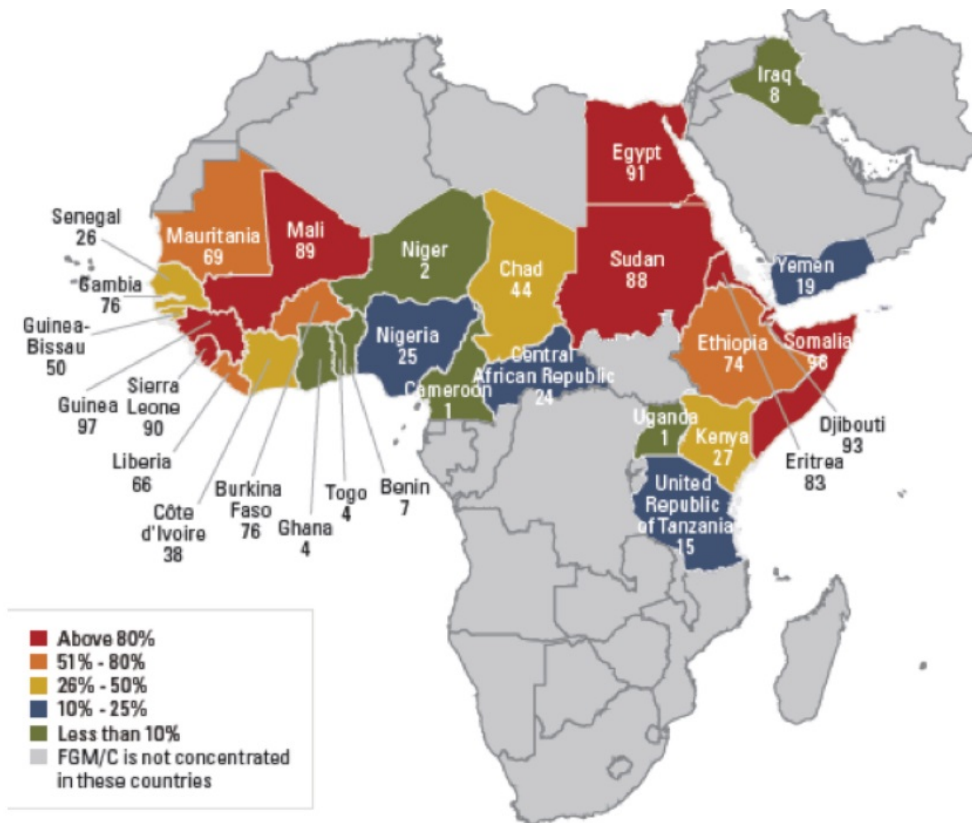 Iraq
8
Egypt
91
Senegal
26
Mauritania
69
Mali
89
Niger
2
Chad
44
Sudan
88
Yemen
19
Gambia
76
Guinea-
Bissau
50
Nigeria
25
Ethiopia
74
Somalia
98
Guinea
97
Sierra
Leone
90
Cameroon
1
Central
African Republic
24
Uganda
1
Kenya
27
Djibouti
93
Eritrea
83
Liberia
66
Côte
d'Ivoire
38
Burkina
Faso
76
Ghana
4
Togo
4
Benin
7
United
Republic
of Tanzania
15
Above 80%
51% - 80%
26% - 50%
10% - 25%
Less than 10%
FGM/C is not concentrated
in these countries